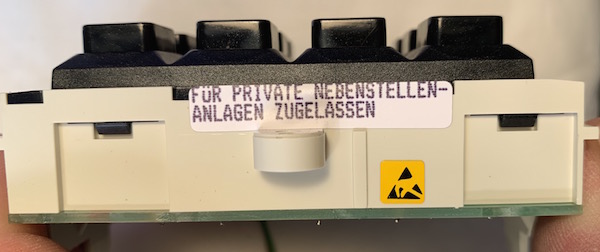 FÜR PRIVATE NEBENSTELLEN-
ANLAGEN ZUGELASSEN